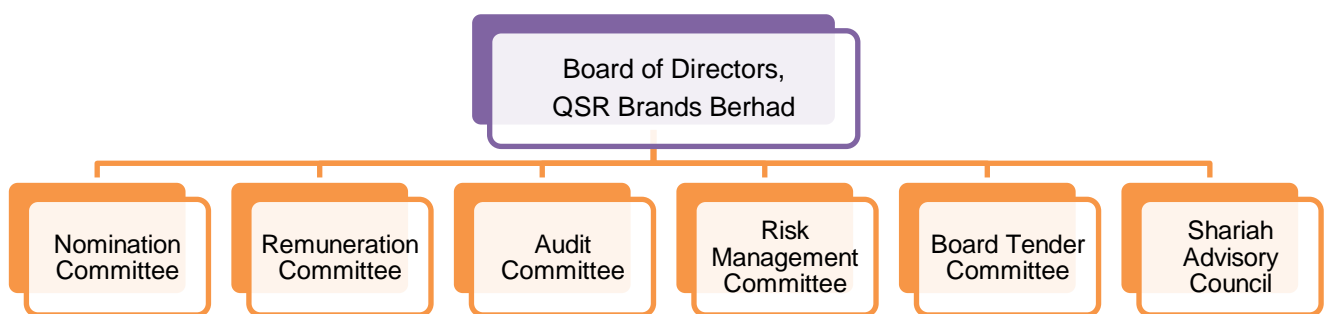 Board of Directors,
QSR Brands Berhad
Nomination
Committee
Remuneration
Committee
Audit
Committee
Risk
Management
Committee
Board Tender
Committee
Shariah
Advisory
Council